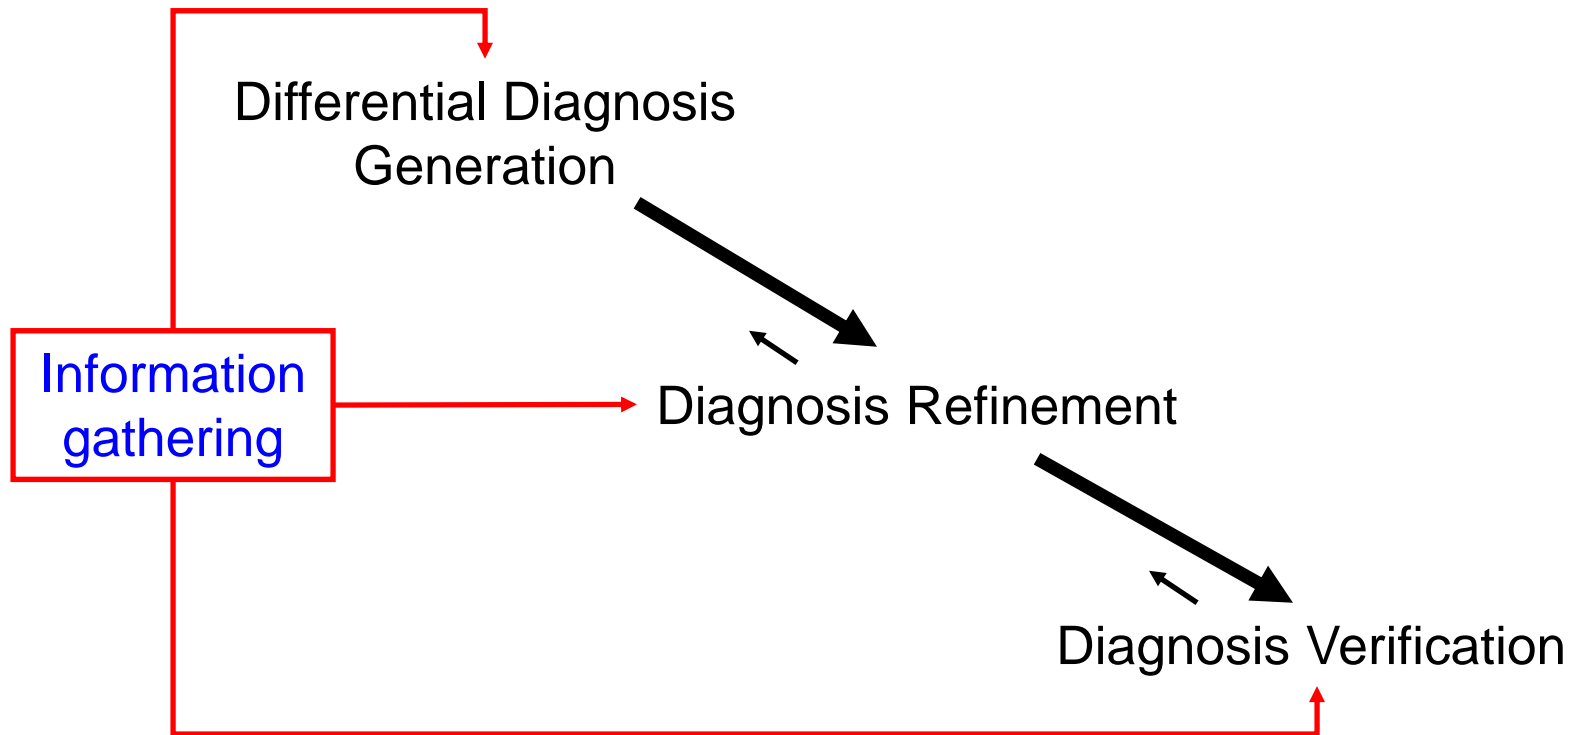 Differential Diagnosis
Generation
Information
gathering
Diagnosis Refinement
Diagnosis Verification